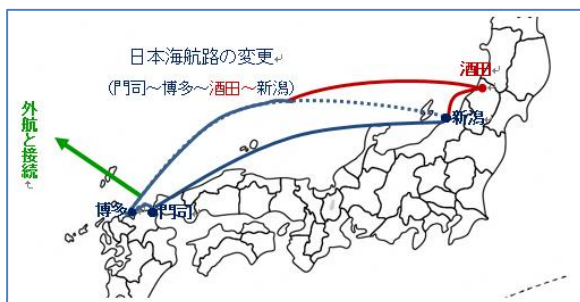 日本海航路の変更
(門司~博多~酒田~新潟)
酒田
新潟
外航と接続
博多
門司